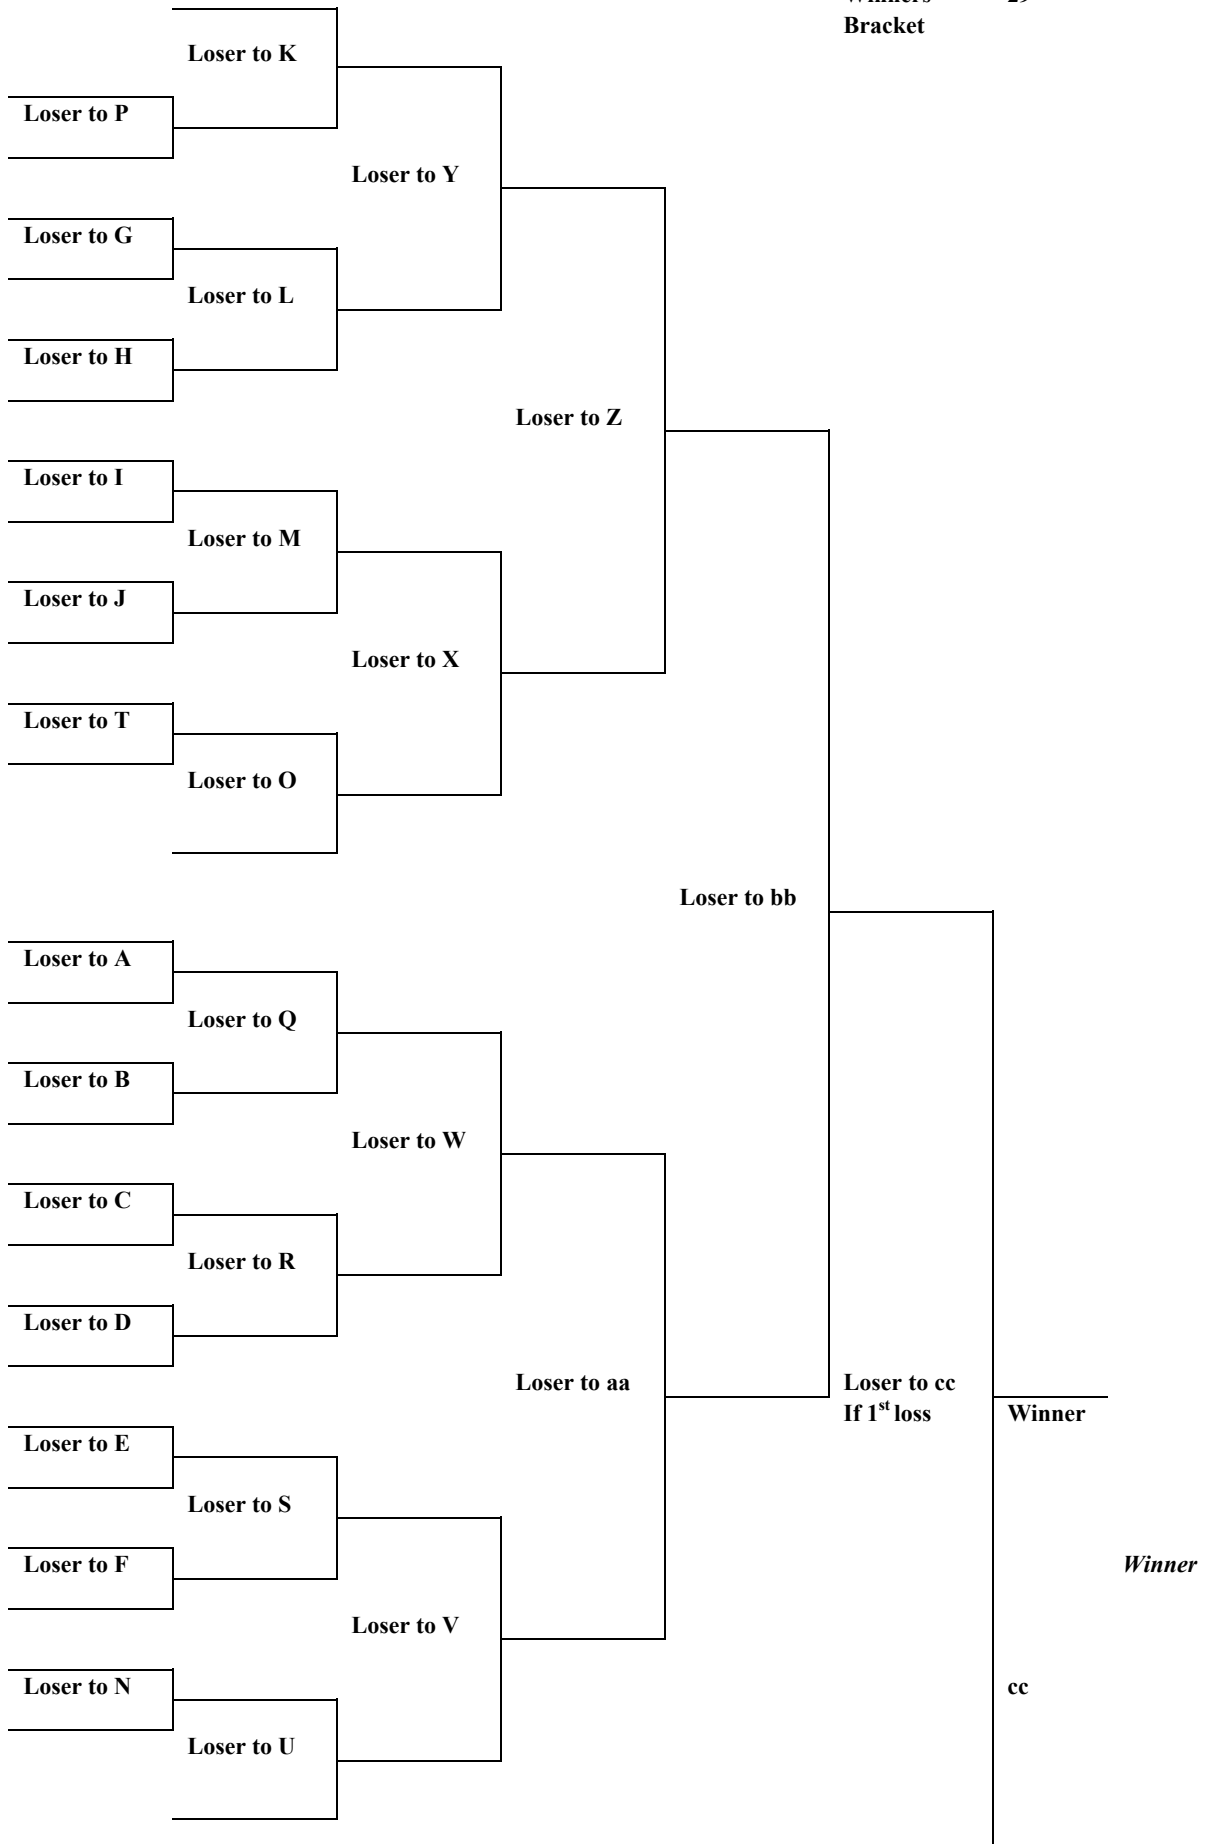 Bracket
Loser to K
Loser to P
Loser to Y
Loser to G
Loser to L
Loser to H
Loser to Z
Loser to I
Loser to M
Loser to J
Loser to X
Loser to T
Loser to O
Loser to bb
Loser to A
Loser to Q
Loser to B
Loser to W
Loser to C
Loser to R
Loser to D
Loser to aa
Loser to cc
If 1st loss
Winner
Loser to E
Loser to S
Loser to F
Winner
Loser to V
Loser to N
cc
Loser to U